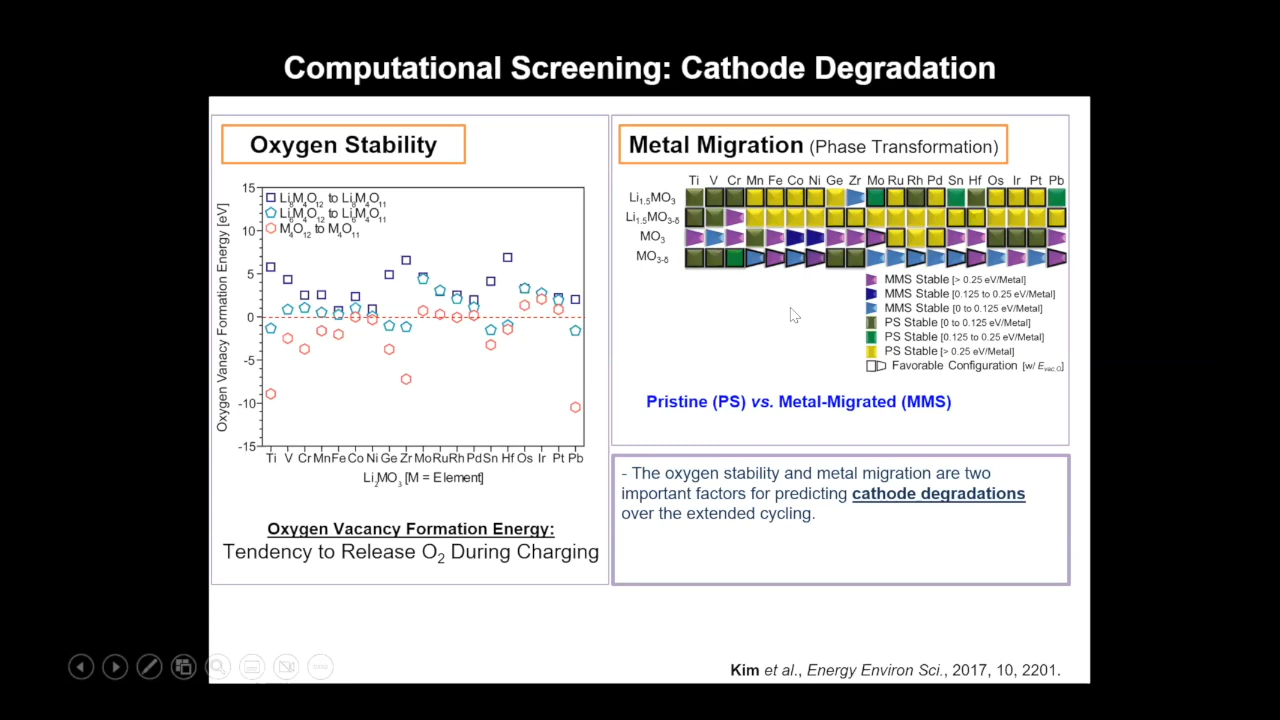 Computational Screening: Cathode Degradation
Oxygen Stability
15
10
5
0
-5
-10
-15
Oxygen Vanacy Formation Energy [eV]
Li8M4O12 to Li8M4O11
Li6M4O12 to Li6M4O11
M4O12 to M4O11
Ti V Cr Mn Fe Co Ni Ge Zr Mo Ru Rh Pd Sn Hf Os Ir Pt Pb
Li2MO3 [M = Element]
Oxygen Vacancy Formation Energy:
Tendency to Release O2 During Charging
Metal Migration (Phase Transformation)
Ti V Cr Mn Fe Co Ni Ge Zr Mo Ru Rh Pd Sn Hf Os Ir Pt Pb
Li1.5MO3
Li1.5MO3-δ
MO3
MO3-δ
MMS Stable [> 0.25 eV/Metal]
MMS Stable [0.125 to 0.25 eV/Metal]
MMS Stable [0 to 0.125 eV/Metal]
PS Stable [0 to 0.125 eV/Metal]
PS Stable [0.125 to 0.25 eV/Metal]
PS Stable [> 0.25 eV/Metal]
Favorable Configuration [w/ Evac,O]
Pristine (PS) vs. Metal-Migrated (MMS)
- The oxygen stability and metal migration are two
important factors for predicting cathode degradations
over the extended cycling.
Kim et al., Energy Environ Sci., 2017, 10, 2201.